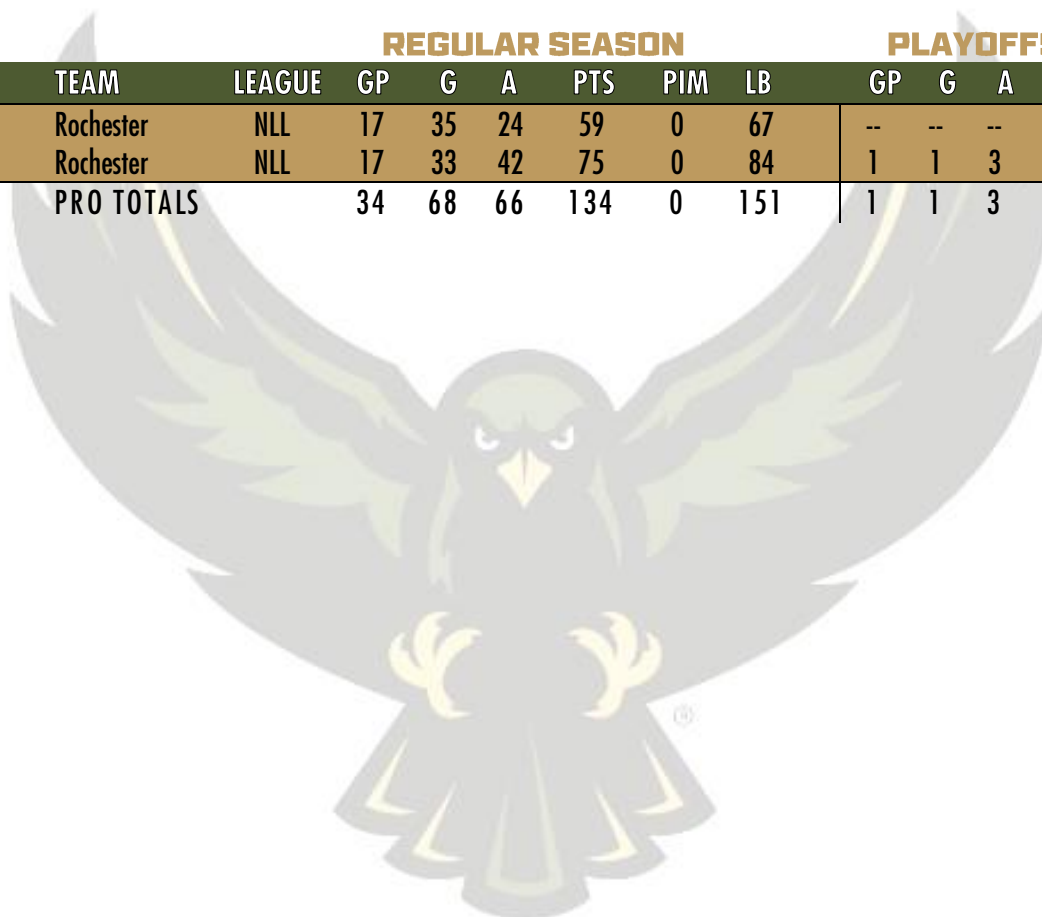 REGULAR SEASON PLAYOFFS
TEAM LEAGUE GP G A PTS PIM LB GP G A
Rochester NLL 17 35 24 59 0 67 -- -- --
Rochester NLL 17 33 42 75 0 84 1 1 3
PRO TOTALS 34 68 66 134 0 151 1 1 3